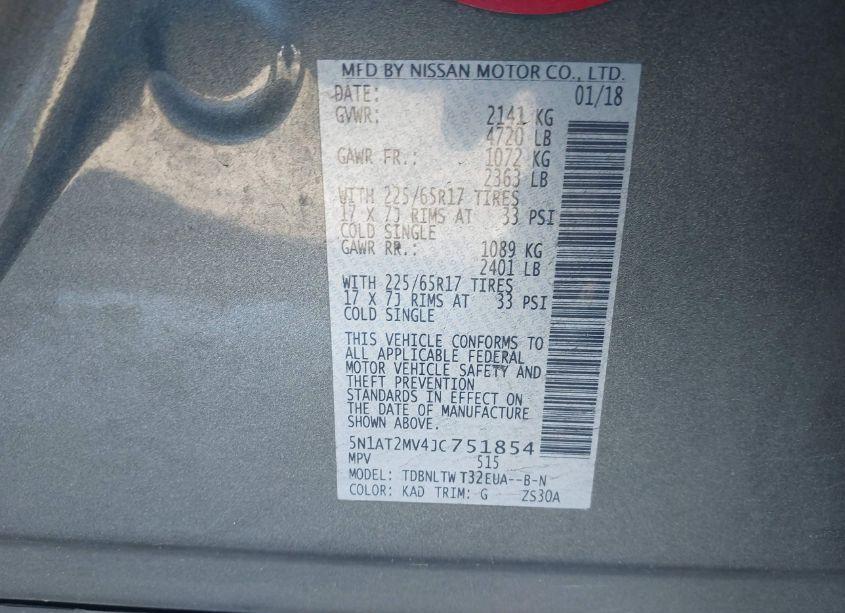 MFD BY NISSAN MOTOR CO., LTD.
DATE: 01/18
GVWR: 2141 KG
4720 LB
GAWR FR.: 1072 KG
2363 LB
WITH 225/65R17 TIRES
17 X 7J RIMS AT 33 PSI
COLD SINGLE
GAWR RR.: 1089 KG
2401 LB
WITH 225/65R17 TIRES
17 X 7J RIMS AT 33 PSI
COLD SINGLE
THIS VEHICLE CONFORMS TO
ALL APPLICABLE FEDERAL
MOTOR VEHICLE SAFETY AND
THEFT PREVENTION
STANDARDS IN EFFECT ON
THE DATE OF MANUFACTURE
SHOWN ABOVE.
5N1AT2MV4JC751854
MPV 515
MODEL: TDBNLTW T32EUA--B-N
COLOR: KAD TRIM: G ZS30A